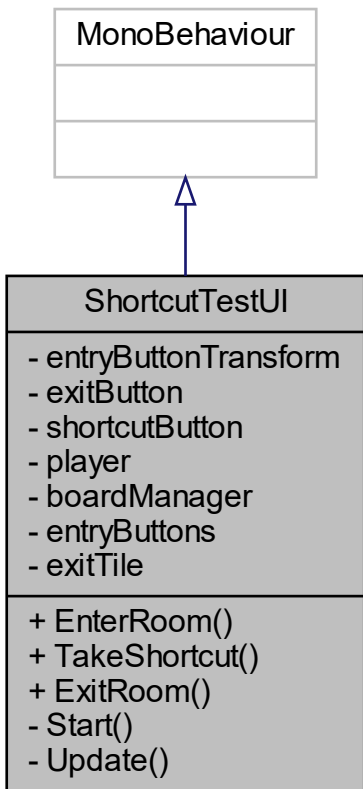 MonoBehaviour
ShortcutTestUI
- entryButtonTransform
- exitButton
- shortcutButton
- player
- boardManager
- entryButtons
- exitTile
+ EnterRoom()
+ TakeShortcut()
+ ExitRoom()
- Start()
- Update()